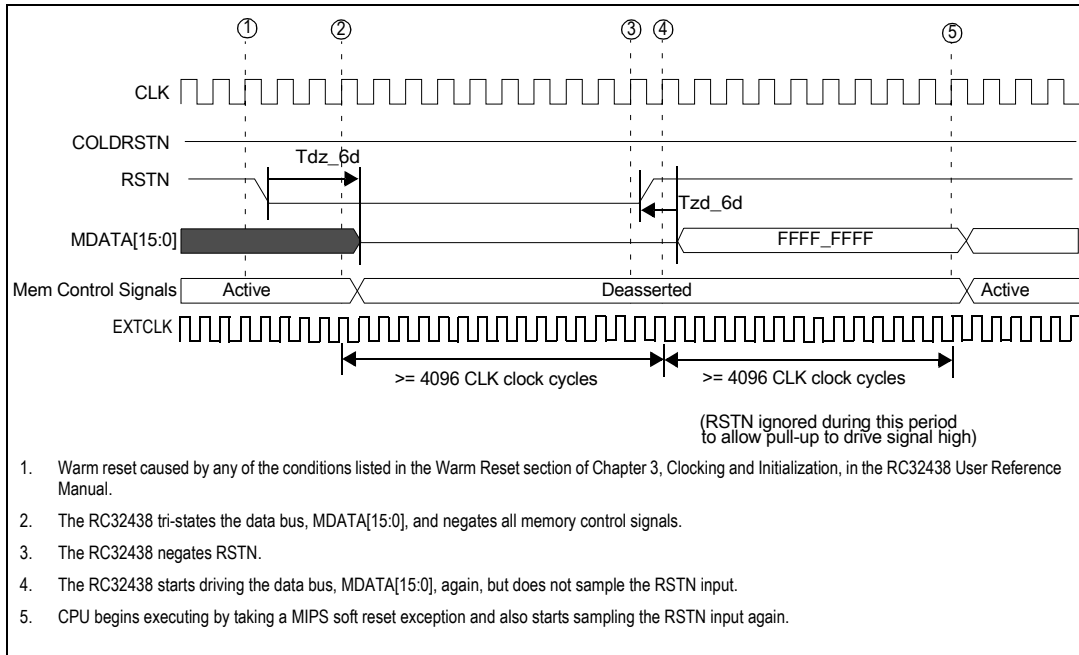 1 2 3 4 5
CLK
COLDRSTN
Tdz_6d
RSTN
Tzd_6d
MDATA[15:0]
FFFF_FFFF
Mem Control Signals Active Deasserted Active
EXTCLK
>= 4096 CLK clock cycles >= 4096 CLK clock cycles
(RSTN ignored during this period
to allow pull-up to drive signal high)
1. Warm reset caused by any of the conditions listed in the Warm Reset section of Chapter 3, Clocking and Initialization, in the RC32438 User Reference
Manual.
2. The RC32438 tri-states the data bus, MDATA[15:0], and negates all memory control signals.
3. The RC32438 negates RSTN.
4. The RC32438 starts driving the data bus, MDATA[15:0], again, but does not sample the RSTN input.
5. CPU begins executing by taking a MIPS soft reset exception and also starts sampling the RSTN input again.